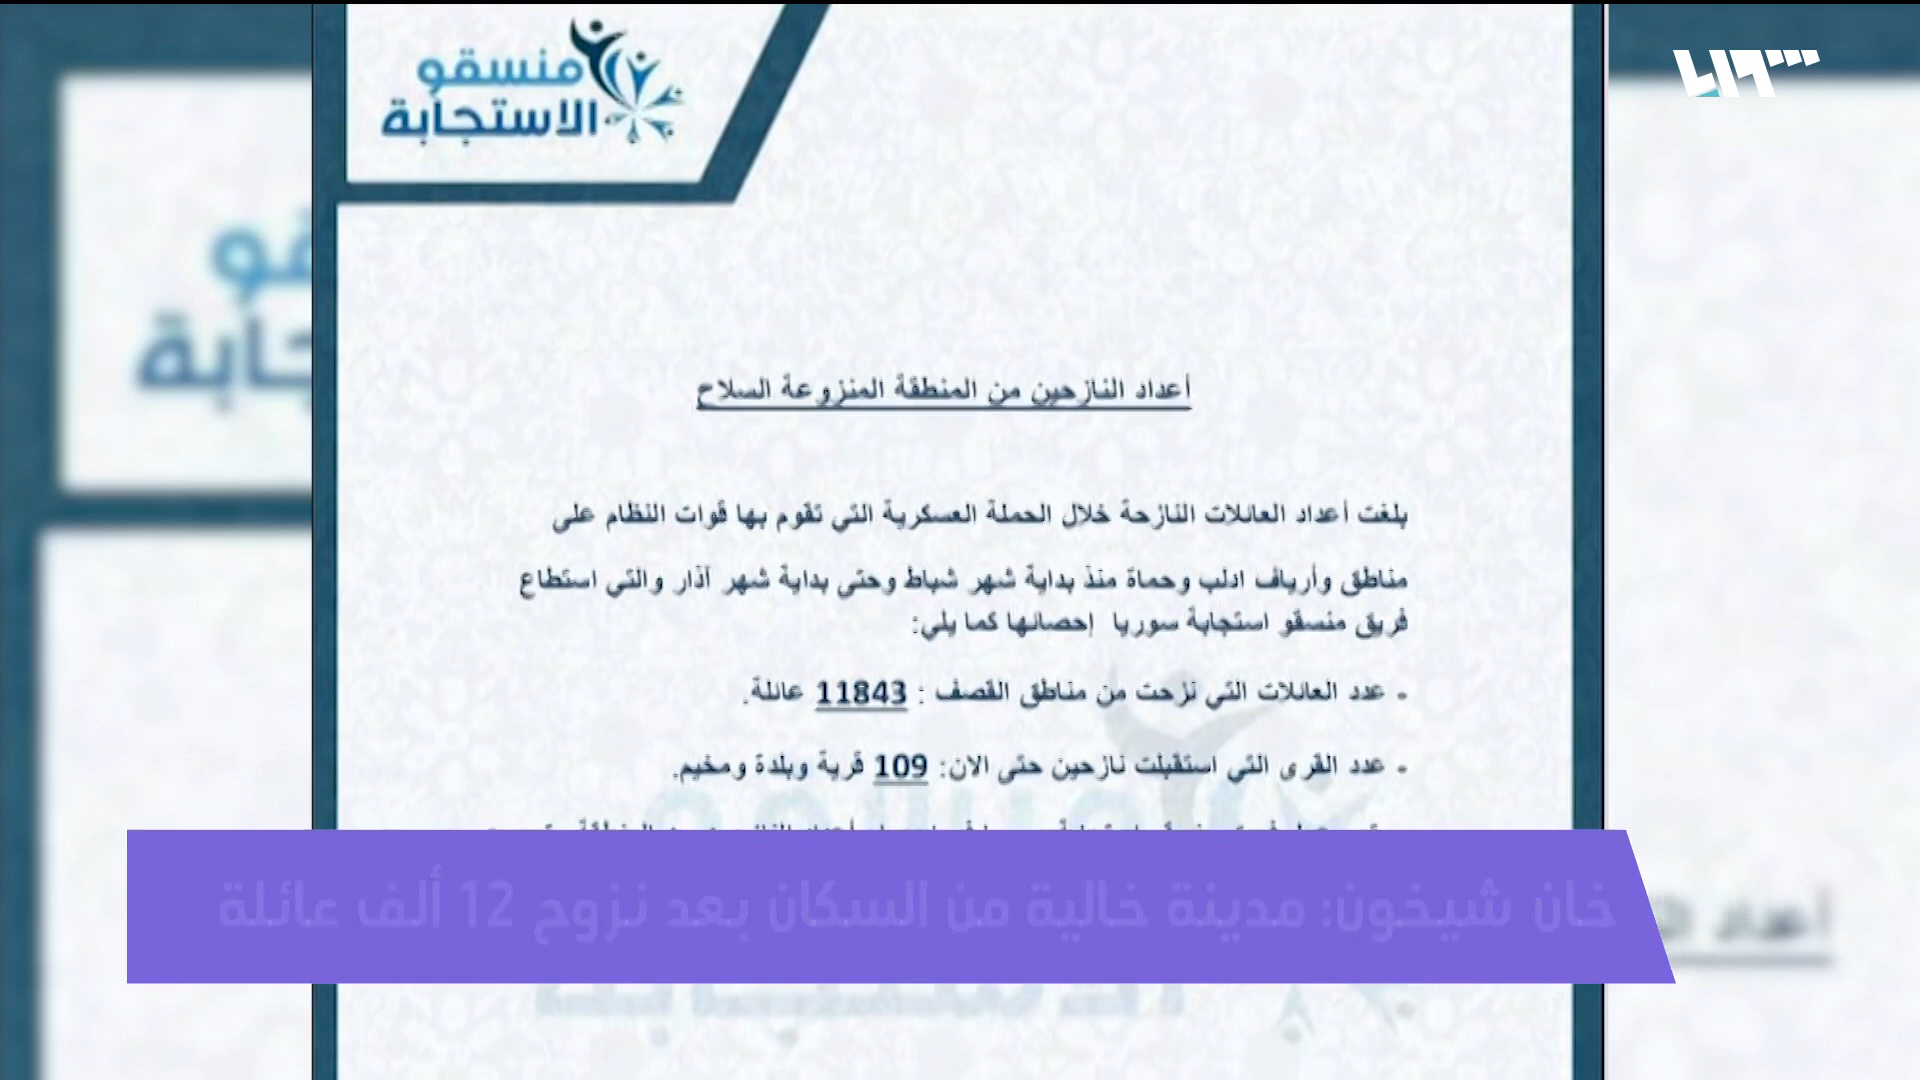 منسقو
الاستجابة
أعداد النازحين من المنطقة المنزوعة السلاح
بلغت أعداد العائلات النازحة خلال الحملة العسكرية التي تقوم بها قوات النظام على
مناطق وأرياف ادلب وحماة منذ بداية شهر شباط وحتى بداية شهر آذار والتي استطاع
فريق منسقو استجابة سوريا إحصائها كما يلي:
- عدد العائلات التي نزحت من مناطق القصف : 11843 عائلة.
- عدد القرى التي استقبلت نازحين حتى الان: 109 قرية وبلدة ومخيم.
خان شيخون: مدينة خالية من السكان بعد نزوح 12 ألف عائلة